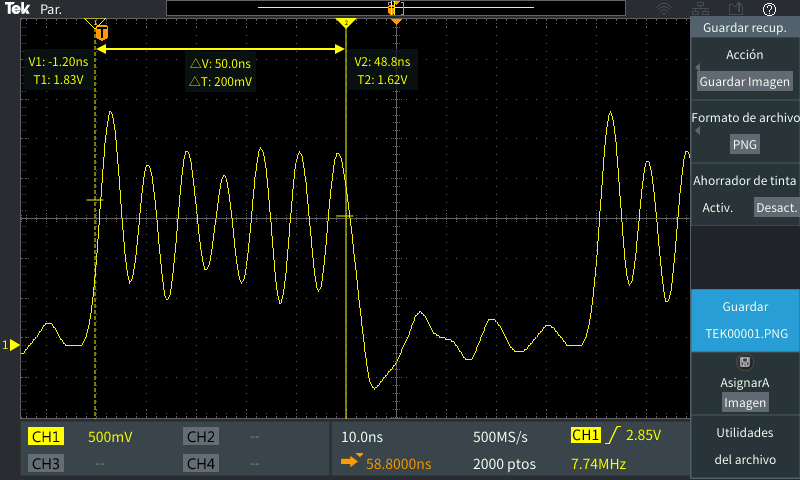 Tek Par.
T
2
V1: -1.20ns
T1: 1.83V
△V: 50.0ns
△T: 200mV
V2: 48.8ns
T2: 1.62V
1
CH1 500mV CH2 --
CH3 -- CH4 --
10.0ns 500MS/s
58.8000ns 2000 ptos
CH1 2.85V
7.74MHz
?
Guardar recup.
Acción
Guardar Imagen
Formato de archivo
PNG
Ahorrador de tinta
Activ. Desact.
Guardar
TEK00001.PNG
AsignarA
Imagen
Utilidades
del archivo